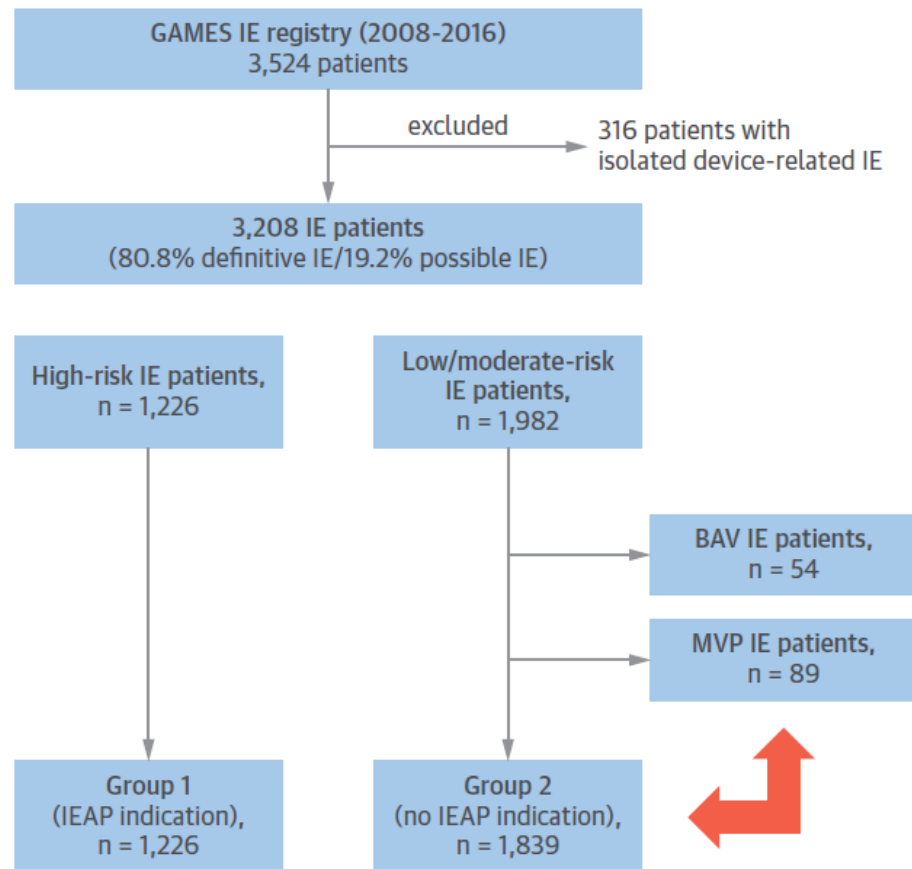 GAMES IE registry (2008-2016)
3,524 patients
excluded
316 patients with
isolated device-related IE
3,208 IE patients
(80.8% definitive IE/19.2% possible IE)
High-risk IE patients,
n = 1,226
Low/moderate-risk
IE patients,
n = 1,982
BAV IE patients,
n = 54
MVP IE patients,
n = 89
Group 1
(IEAP indication),
n = 1,226
Group 2
(no IEAP indication),
n = 1,839